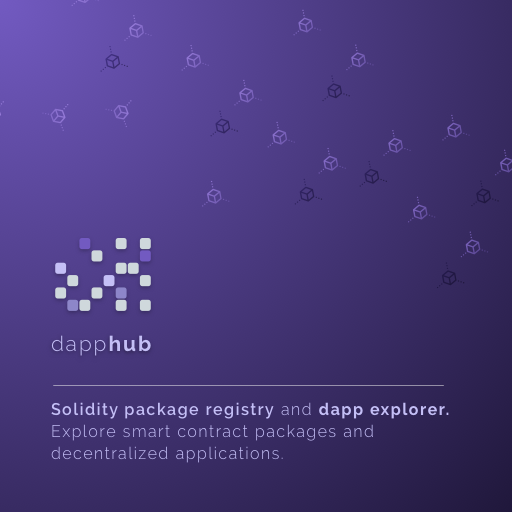 dapphub
Solidity package registry and dapp explorer.
Explore smart contract packages and
decentralized applications.